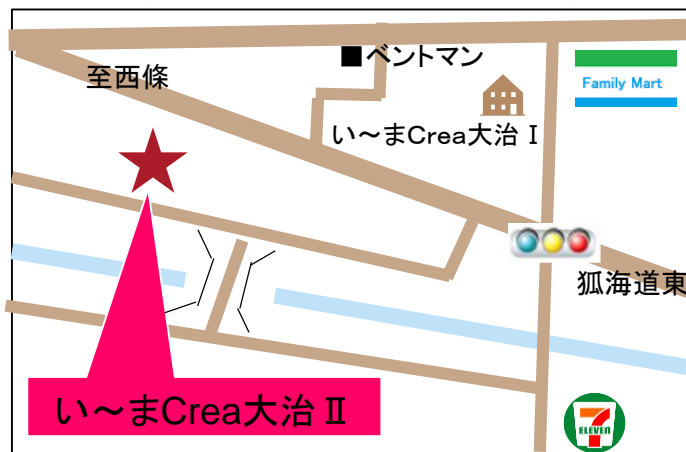 ■ベントマン
至西條
Family Mart
い～まCrea大治Ⅰ
狐海道東
い～まCrea大治Ⅱ
7
ELEVEN